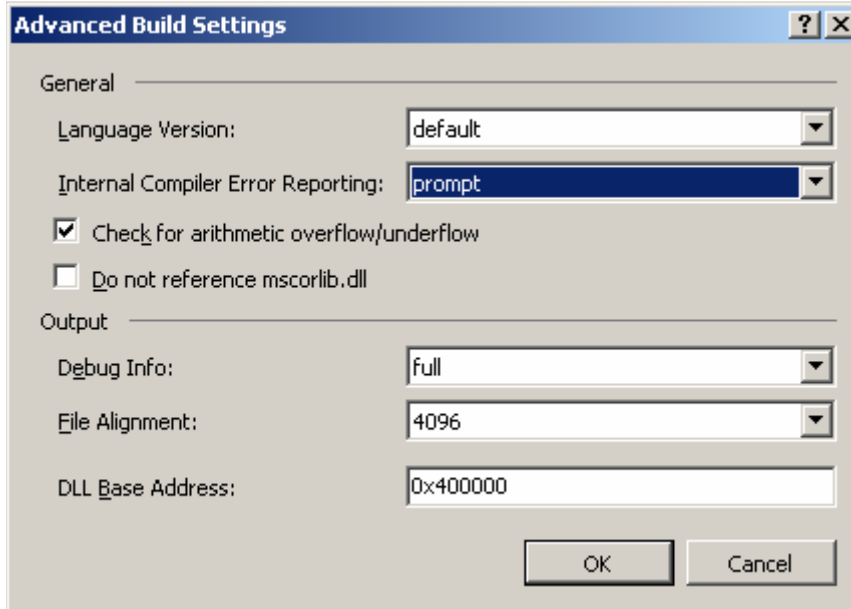 Advanced Build Settings
General
Language Version: default
Internal Compiler Error Reporting: prompt
Check for arithmetic overflow/underflow
Do not reference mscorlib.dll
Output
Debug Info: full
File Alignment: 4096
DLL Base Address: 0x400000
OK Cancel